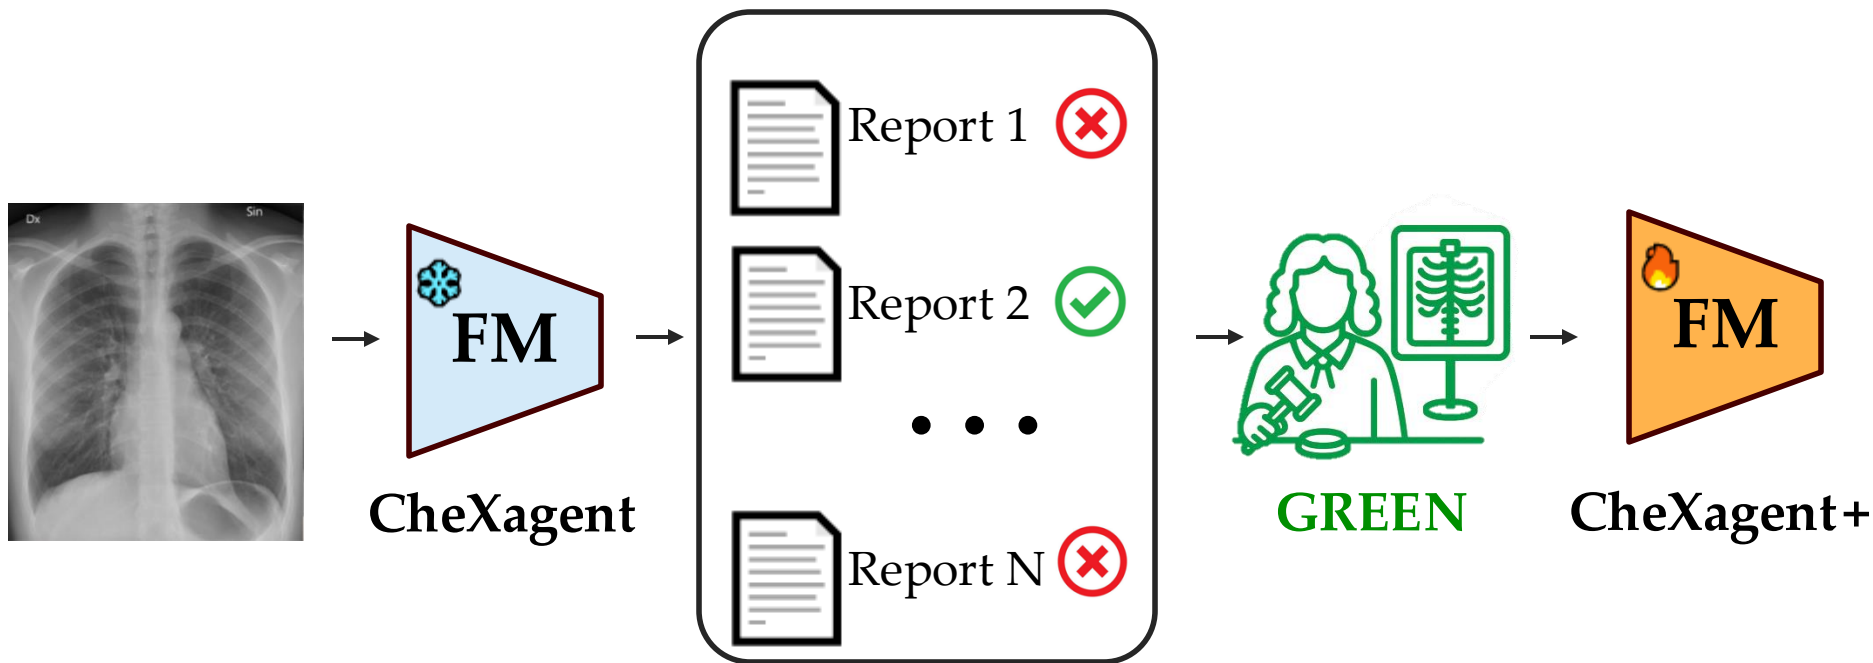 Dx
Sin
FM
CheXagent
Report 1
Report 2
Report N
GREEN
FM
CheXagent+